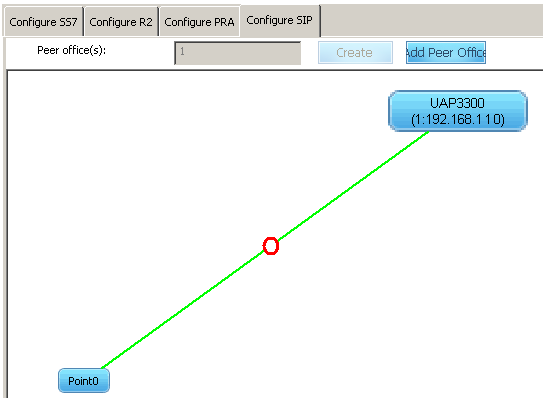 Configure SS7 Configure R2 Configure PRA Configure SIP
Peer office(s): 1 Create Add Peer Office
UAP3300
(1:192.168.1.10)
Point0